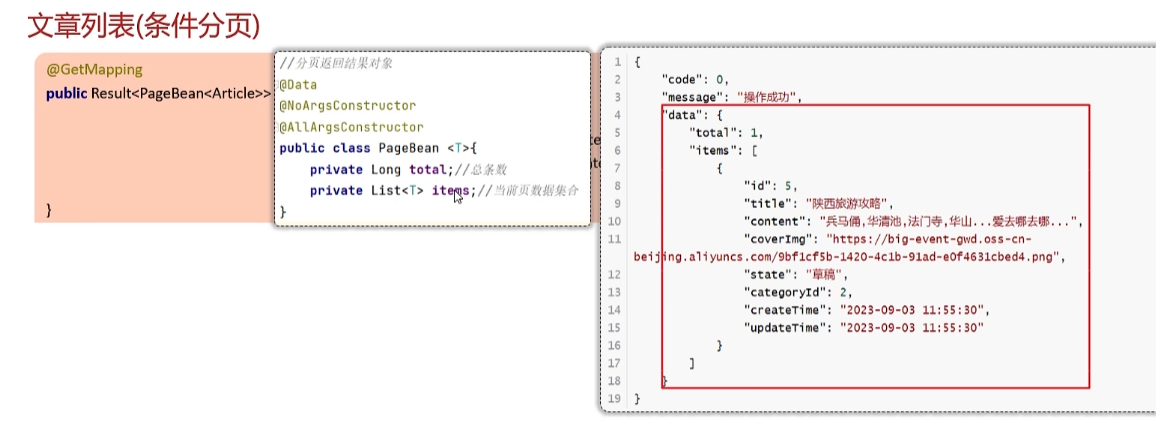 文章列表(条件分页)
@GetMapping
public Result<PageBean<Article>>
}
//分页返回结果对象
@Data
@NoArgsConstructor
@AllArgsConstructor
public class PageBean <T>{
private Long total;//总条数
private List<T> items;//当前页数据集合
}
1 {
2 "code": 0,
3 "message": "操作成功",
4 "data": {
5 "total": 1,
6 "items": [
7 {
8 "id": 5,
9 "title": "陕西旅游攻略",
10 "content": "兵马俑,华清池,法门寺,华山...爱去哪去哪...",
11 "coverImg": "https://big-event-gwd.oss-cn-
beijing.aliyuncs.com/9bf1cf5b-1420-4c1b-91ad-e0f4631cbed4.png",
12 "state": "草稿",
13 "categoryId": 2,
14 "createTime": "2023-09-03 11:55:30",
15 "updateTime": "2023-09-03 11:55:30"
16 }
17 ]
18 }
19 }